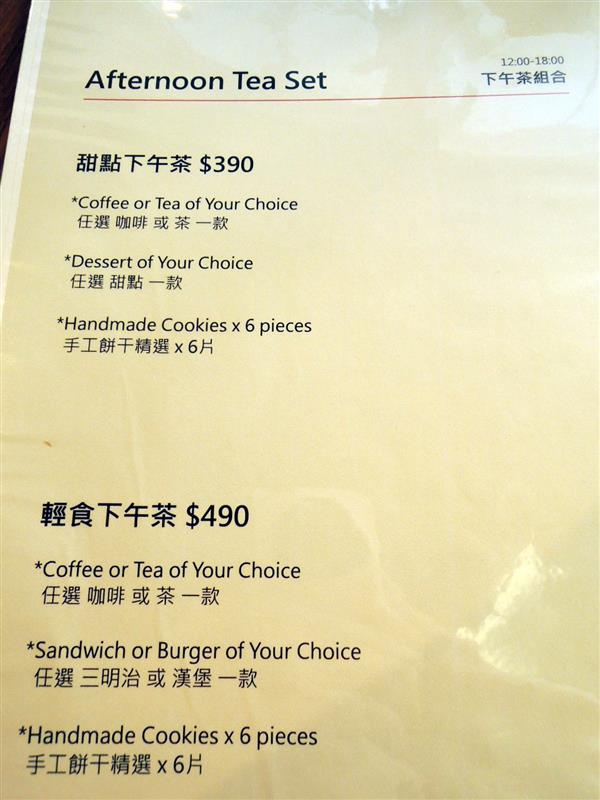 12:00-18:00
Afternoon Tea Set 下午茶組合
甜點下午茶 $390
*Coffee or Tea of Your Choice
任選 咖啡 或 茶 一款
*Dessert of Your Choice
任選 甜點 一款
*Handmade Cookies x 6 pieces
手工餅干精選 x 6片
輕食下午茶 $490
*Coffee or Tea of Your Choice
任選 咖啡 或 茶 一款
*Sandwich or Burger of Your Choice
任選 三明治 或 漢堡 一款
*Handmade Cookies x 6 pieces
手工餅干精選 x 6片